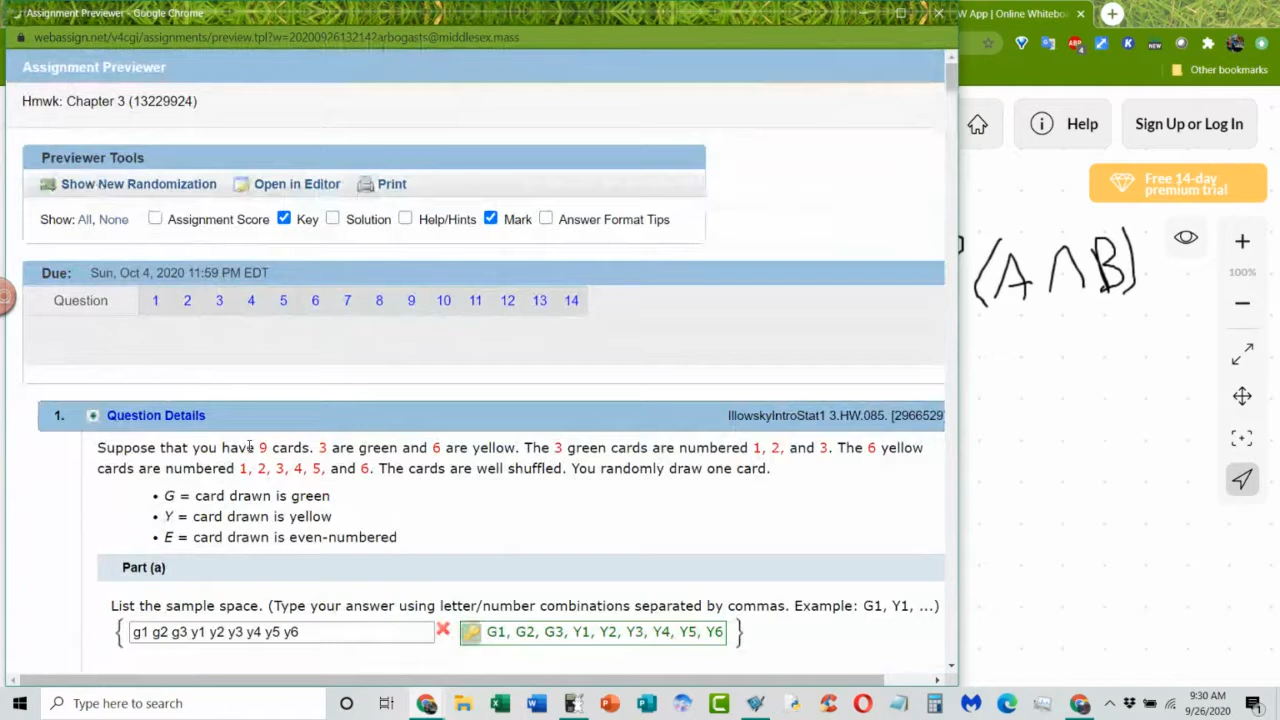 Assignment Previewer - Google Chrome
W App | Online Whitebo
webassign.net/v4cgi/assignments/preview.tpl?w=20200926132142arbogasts@middlesex.mass
Other bookmarks
Assignment Previewer
Hmwk: Chapter 3 (13229924)
Help
Sign Up or Log In
Previewer Tools
Free 14-day
premium trial
Show New Randomization Open in Editor Print
Show: All, None Assignment Score Key Solution Help/Hints Mark Answer Format Tips
(A ∩ B)
100%
Due: Sun, Oct 4, 2020 11:59 PM EDT
Question 1 2 3 4 5 6 7 8 9 10 11 12 13 14
1. Question Details IllowskyIntroStat1 3.HW.085. [2966529
Suppose that you have 9 cards. 3 are green and 6 are yellow. The 3 green cards are numbered 1, 2, and 3. The 6 yellow
cards are numbered 1, 2, 3, 4, 5, and 6. The cards are well shuffled. You randomly draw one card.
• G = card drawn is green
• Y = card drawn is yellow
• E = card drawn is even-numbered
Part (a)
List the sample space. (Type your answer using letter/number combinations separated by commas. Example: G1, Y1, ...)
{ g1 g2 g3 y1 y2 y3 y4 y5 y6 G1, G2, G3, Y1, Y2, Y3, Y4, Y5, Y6 }
Type here to search
9:30 AM
9/26/2020